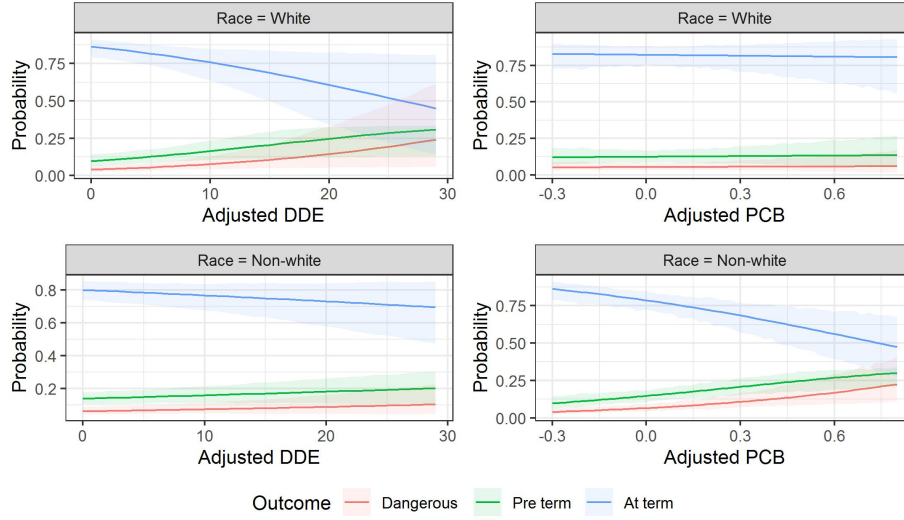 Race = White
Race = White
Probability
0.75
0.50
0.25
0.00
0
10
20
30
Adjusted DDE
Probability
0.75
0.50
0.25
0.00
-0.3
0.0
0.3
0.6
Adjusted PCB
Race = Non-white
Race = Non-white
Probability
0.8
0.6
0.4
0.2
0
10
20
30
Adjusted DDE
Probability
0.75
0.50
0.25
0.00
-0.3
0.0
0.3
0.6
Adjusted PCB
Outcome Dangerous Pre term At term